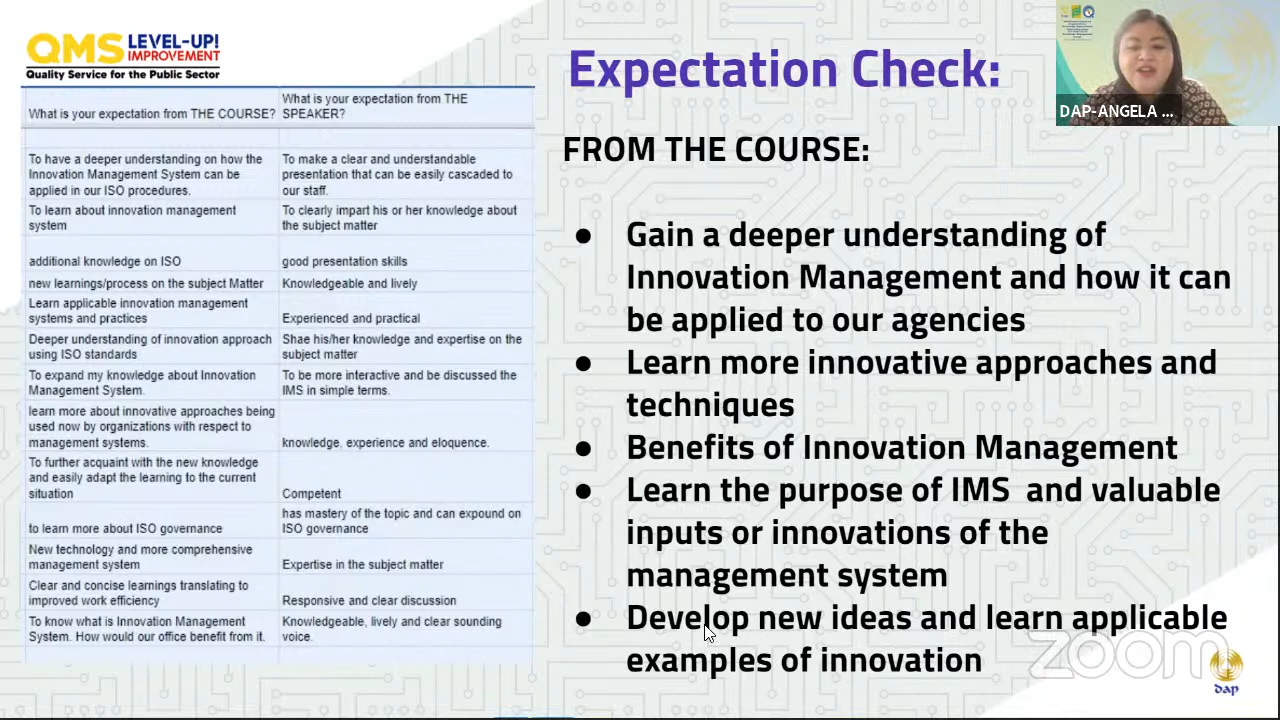 QMS LEVEL-UP!
IMPROVEMENT
Quality Service for the Public Sector
Expectation Check:
DAP-ANGELA ...
What is your expectation from THE COURSE?
What is your expectation from THE
SPEAKER?
To have a deeper understanding on how the
Innovation Management System can be
applied in our ISO procedures.
To make a clear and understandable
presentation that can be easily cascaded to
our staff.
To learn about innovation management
system
To clearly impart his or her knowledge about
the subject matter
additional knowledge on ISO
good presentation skills
new learnings/process on the subject Matter
Knowledgeable and lively
Learn applicable innovation management
systems and practices
Experienced and practical
Deeper understanding of innovation approach
using ISO standards
Shae his/her knowledge and expertise on the
subject matter
To expand my knowledge about Innovation
Management System.
To be more interactive and be discussed the
IMS in simple terms.
learn more about innovative approaches being
used now by organizations with respect to
management systems.
knowledge, experience and eloquence.
To further acquaint with the new knowledge
and easily adapt the learning to the current
situation
Competent
to learn more about ISO governance
has mastery of the topic and can expound on
ISO governance
New technology and more comprehensive
management system
Expertise in the subject matter
Clear and concise learnings translating to
improved work efficiency
Responsive and clear discussion
To know what is Innovation Management
System. How would our office benefit from it.
Knowledgeable, lively and clear sounding
voice.
FROM THE COURSE:
● Gain a deeper understanding of
Innovation Management and how it can
be applied to our agencies
● Learn more innovative approaches and
techniques
● Benefits of Innovation Management
● Learn the purpose of IMS and valuable
inputs or innovations of the
management system
● Develop new ideas and learn applicable
examples of innovation
zoom
dap